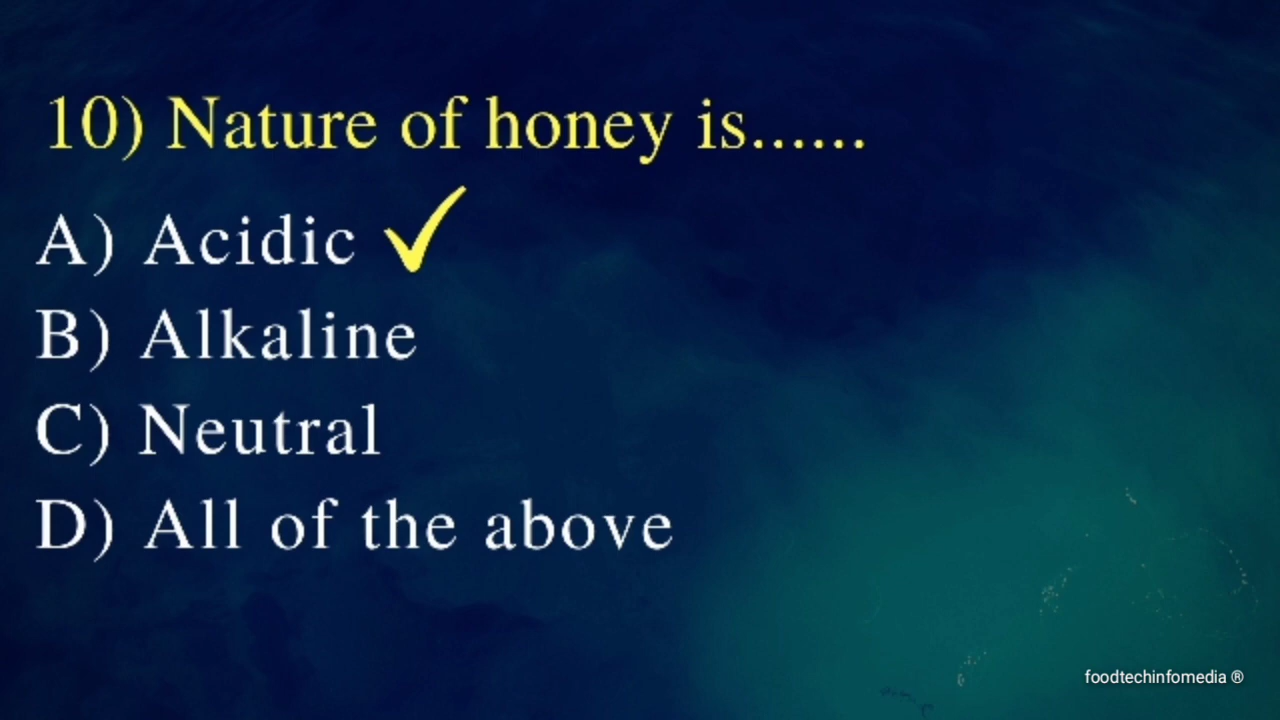 10) Nature of honey is......
A) Acidic ✓
B) Alkaline
C) Neutral
D) All of the above
foodtechinfomedia ®